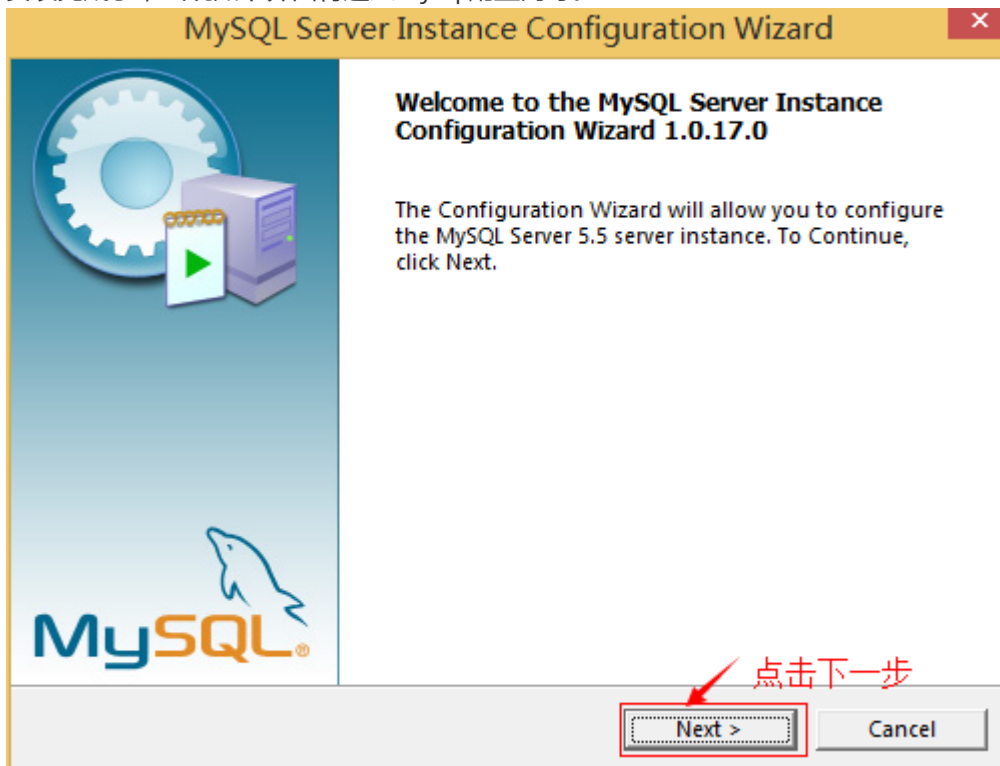 MySQL Server Instance Configuration Wizard
Welcome to the MySQL Server Instance
Configuration Wizard 1.0.17.0
The Configuration Wizard will allow you to configure
the MySQL Server 5.5 server instance. To Continue,
click Next.
MySQL®
点击下一步
Next >
Cancel